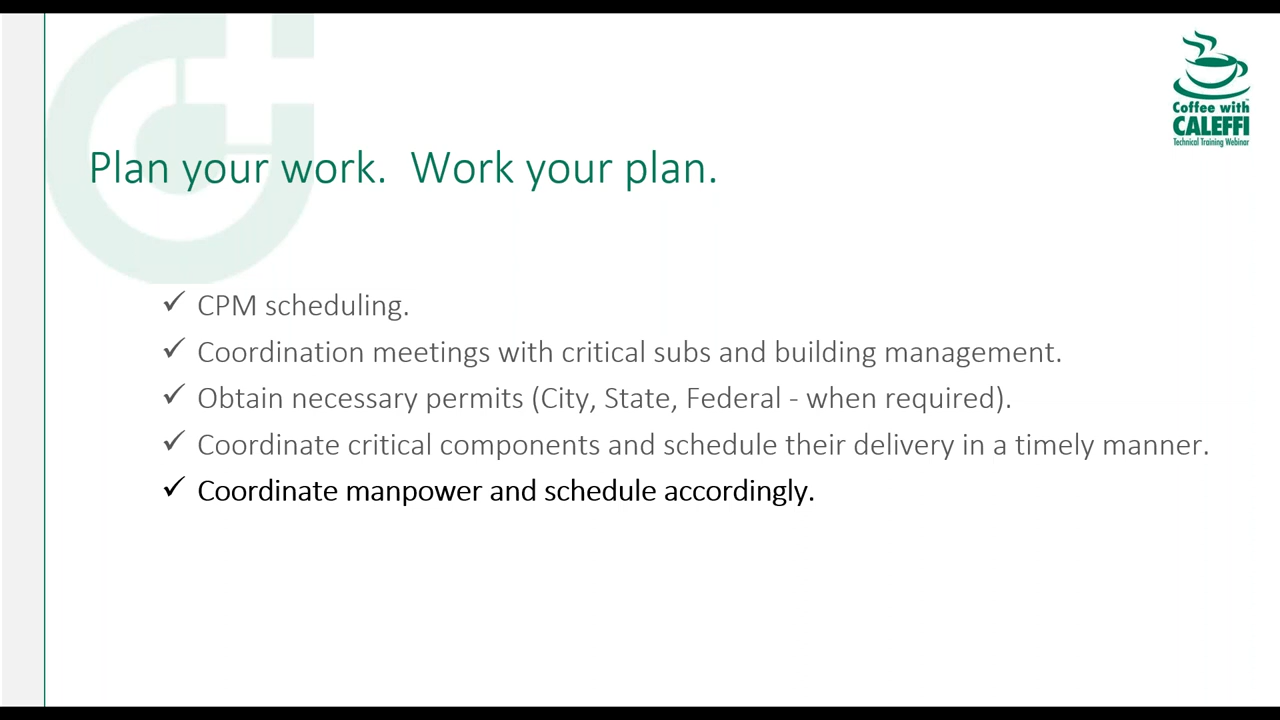 Coffee with
CALEFFI
Technical Training Webinar
Plan your work. Work your plan.
✓ CPM scheduling.
✓ Coordination meetings with critical subs and building management.
✓ Obtain necessary permits (City, State, Federal - when required).
✓ Coordinate critical components and schedule their delivery in a timely manner.
✓ Coordinate manpower and schedule accordingly.